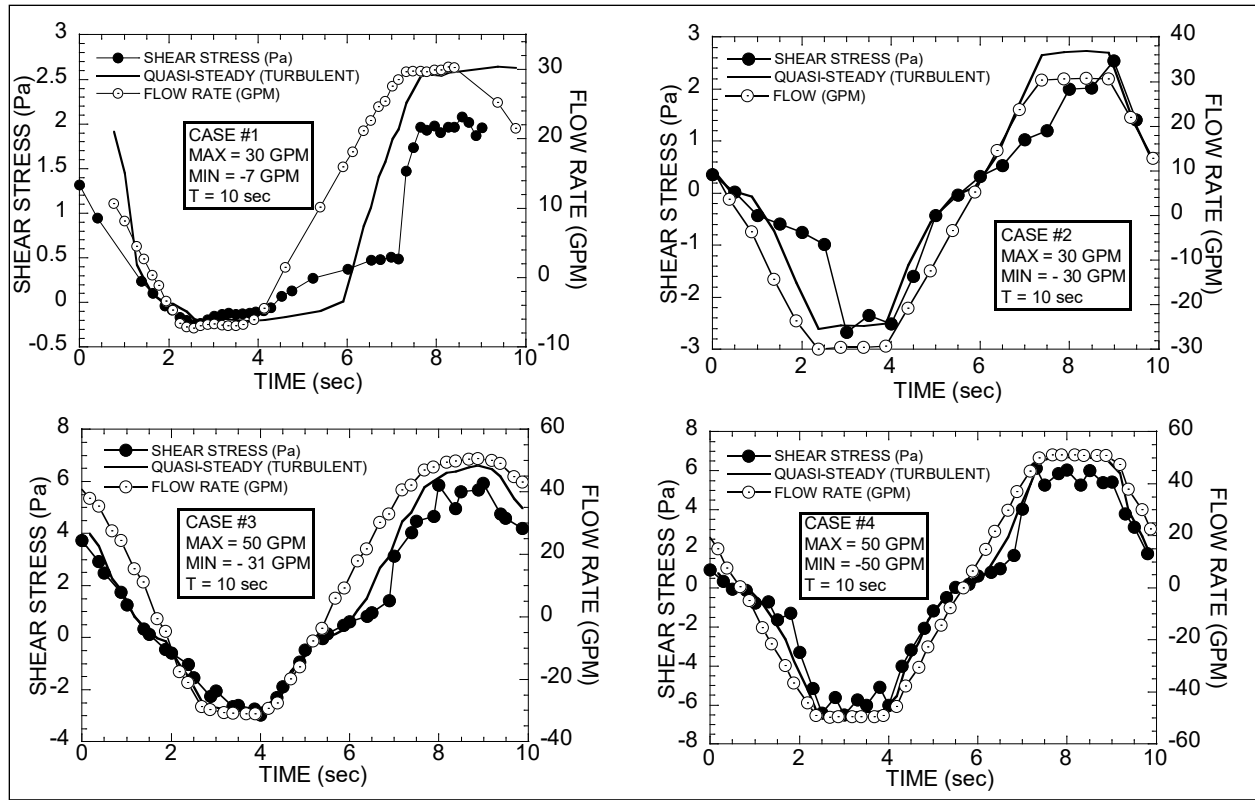 SHEAR STRESS (Pa)
QUASI-STEADY (TURBULENT)
FLOW RATE (GPM)
CASE #1
MAX = 30 GPM
MIN = -7 GPM
T = 10 sec
3
2.5
2
1.5
1
0.5
0
-0.5
SHEAR STRESS (Pa)
30
20
10
0
-10
FLOW RATE (GPM)
0 2 4 6 8 10
TIME (sec)
SHEAR STRESS (Pa)
QUASI-STEADY (TURBULENT)
FLOW (GPM)
CASE #2
MAX = 30 GPM
MIN = - 30 GPM
T = 10 sec
3
2
1
0
-1
-2
-3
SHEAR STRESS (Pa)
40
30
20
10
0
-10
-20
-30
FLOW RATE (GPM)
0 2 4 6 8 10
TIME (sec)
SHEAR STRESS (Pa)
QUASI-STEADY (TURBULENT)
FLOW RATE (GPM)
CASE #3
MAX = 50 GPM
MIN = - 31 GPM
T = 10 sec
8
6
4
2
0
-2
-4
SHEAR STRESS (Pa)
60
40
20
0
-20
-40
FLOW RATE (GPM)
0 2 4 6 8 10
TIME (sec)
SHEAR STRESS (Pa)
QUASI-STEADY (TURBULENT)
FLOW RATE (GPM)
CASE #4
MAX = 50 GPM
MIN = -50 GPM
T = 10 sec
8
6
4
2
0
-2
-4
-6
-8
SHEAR STRESS (Pa)
60
40
20
0
-20
-40
-60
FLOW RATE (GPM)
0 2 4 6 8 10
TIME (sec)